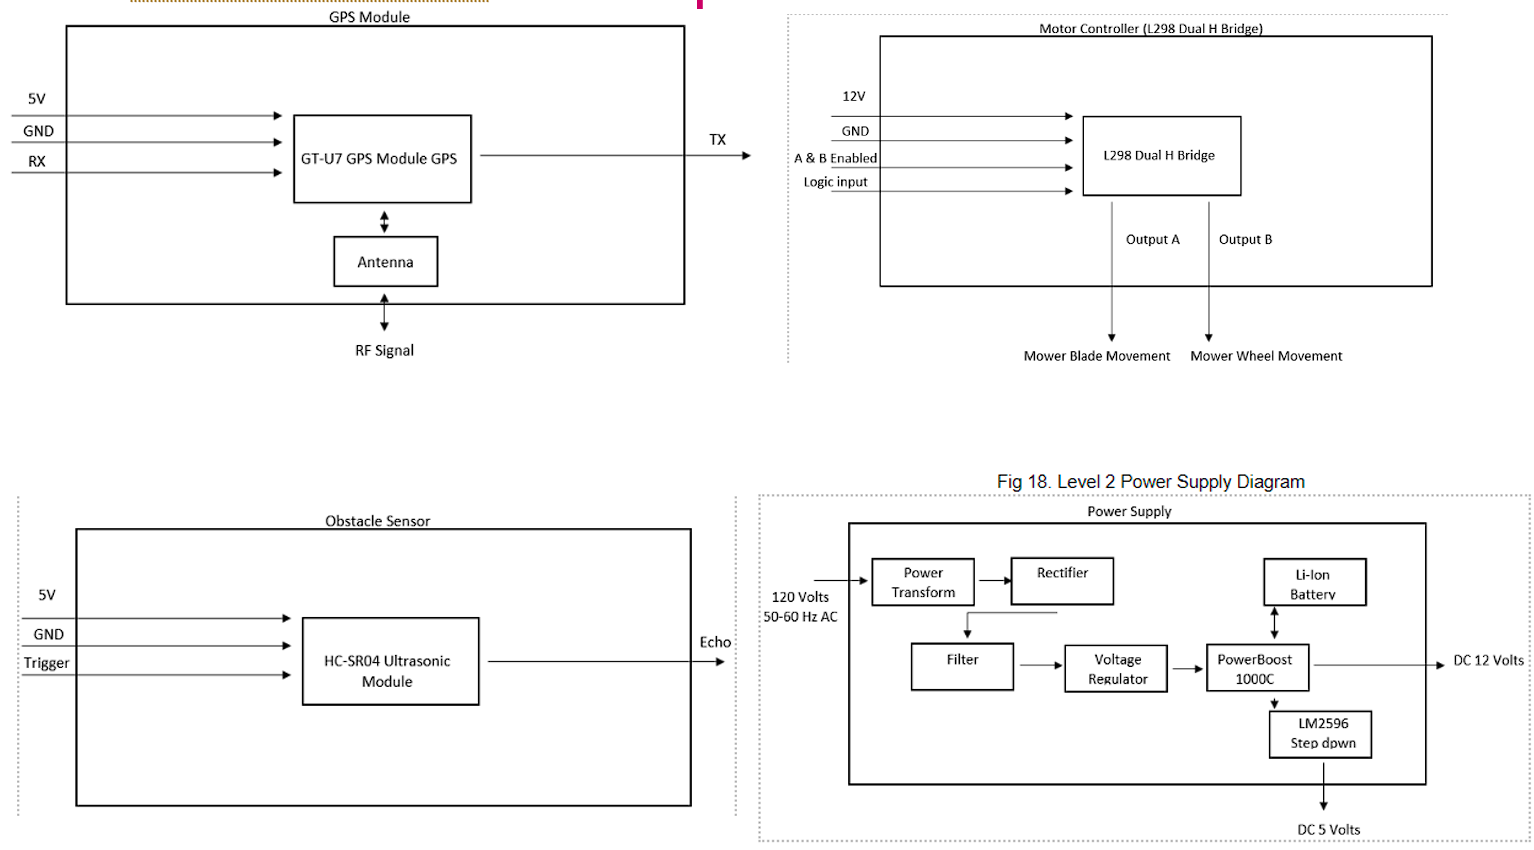 GPS Module
5V
GND
RX
GT-U7 GPS Module GPS
TX
Antenna
RF Signal
Motor Controller (L298 Dual H Bridge)
12V
GND
A & B Enabled
Logic input
L298 Dual H Bridge
Output A
Output B
Mower Blade Movement
Mower Wheel Movement
Obstacle Sensor
5V
GND
Trigger
HC-SR04 Ultrasonic
Module
Echo
Fig 18. Level 2 Power Supply Diagram
Power Supply
120 Volts
50-60 Hz AC
Power
Transform
Rectifier
Li-Ion
Battery
Filter
Voltage
Regulator
PowerBoost
1000C
DC 12 Volts
LM2596
Step dpwn
DC 5 Volts